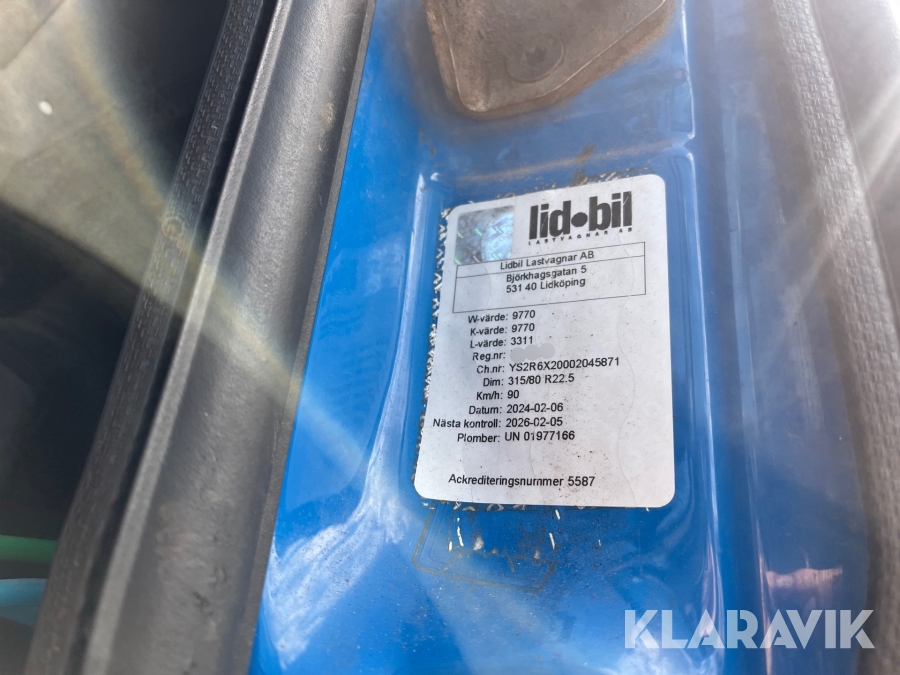 lid•bil
LASTVAGNAR AB
Lidbil Lastvagnar AB
Björkhagsgatan 5
531 40 Lidköping
W-värde: 9770
K-värde: 9770
L-värde: 3311
Reg.nr:
Ch.nr: YS2R6X20002045871
Dim: 315/80 R22.5
Km/h: 90
Datum: 2024-02-06
Nästa kontroll: 2026-02-05
Plomber: UN 01977166
Ackrediteringsnummer 5587
KLARAVIK